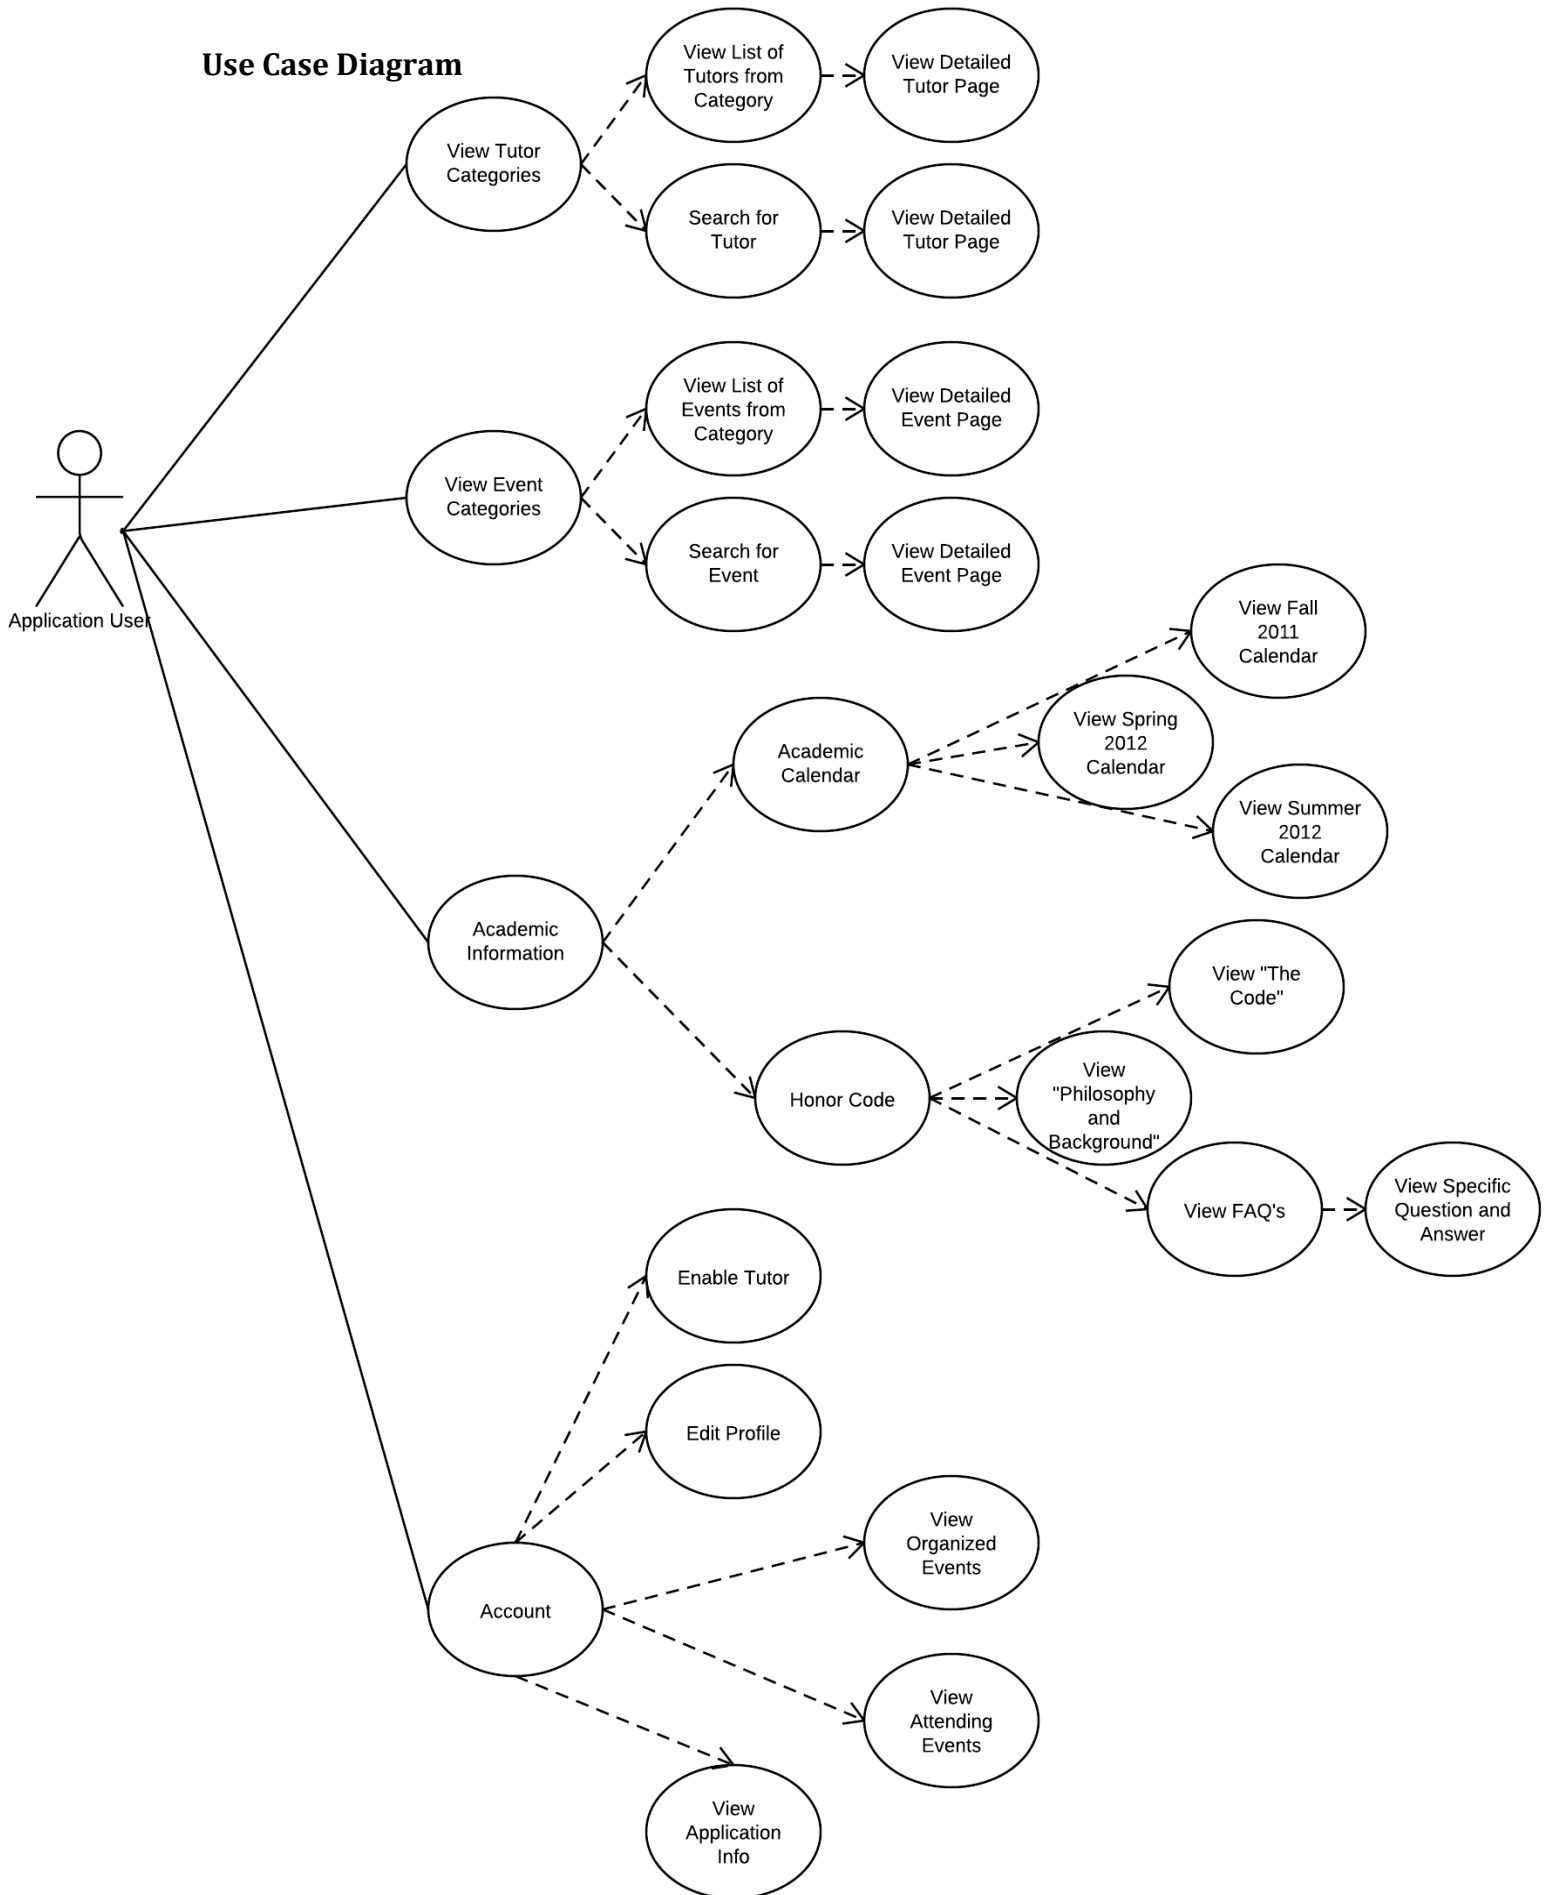 Use Case Diagram
View List of
Tutors from
Category
View Detailed
Tutor Page
View Tutor
Categories
Search for
Tutor
View Detailed
Tutor Page
View List of
Events from
Category
View Detailed
Event Page
View Event
Categories
Search for
Event
View Detailed
Event Page
Application User
View Fall
2011
Calendar
View Spring
2012
Calendar
Academic
Calendar
View Summer
2012
Calendar
Academic
Information
View "The
Code"
Honor Code
View
"Philosophy
and
Background"
View FAQ's
View Specific
Question and
Answer
Enable Tutor
Edit Profile
View
Organized
Events
Account
View
Attending
Events
View
Application
Info